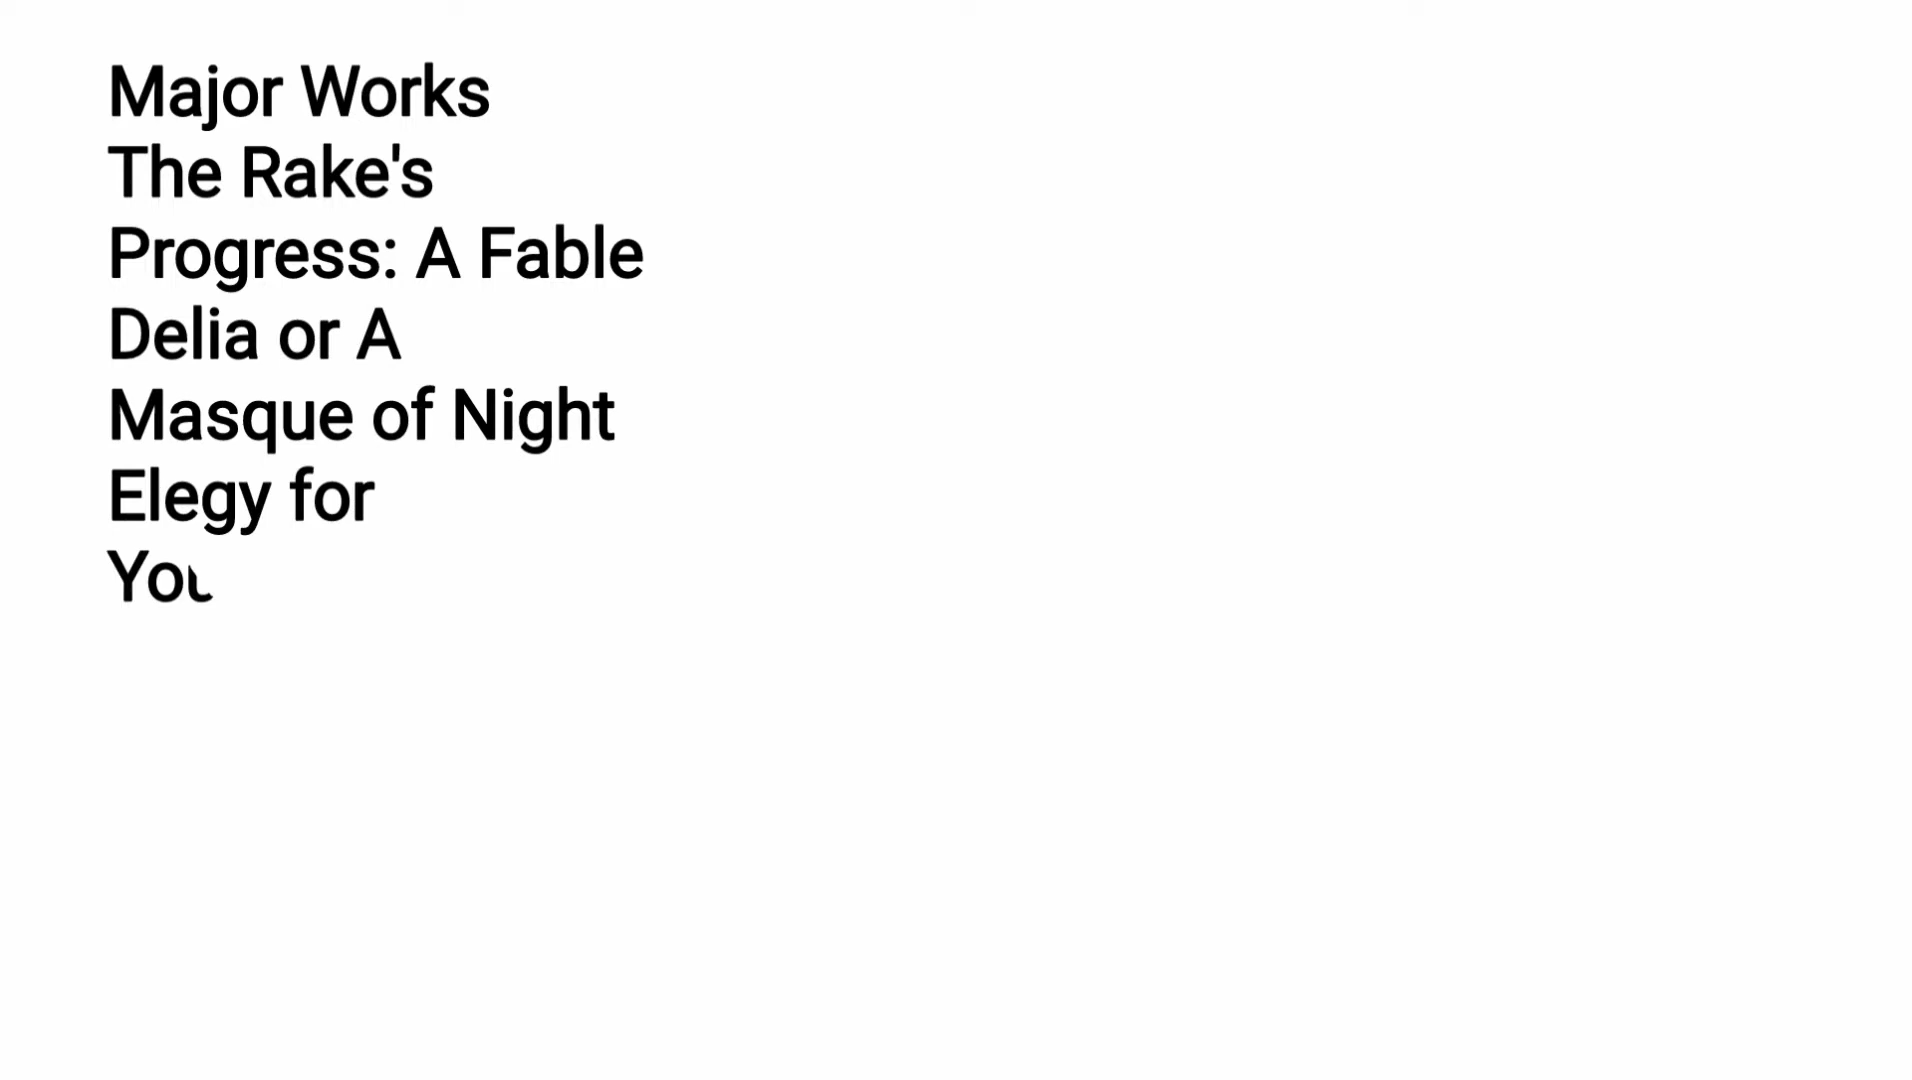 Major Works
The Rake's
Progress: A Fable
Delia or A
Masque of Night
Elegy for